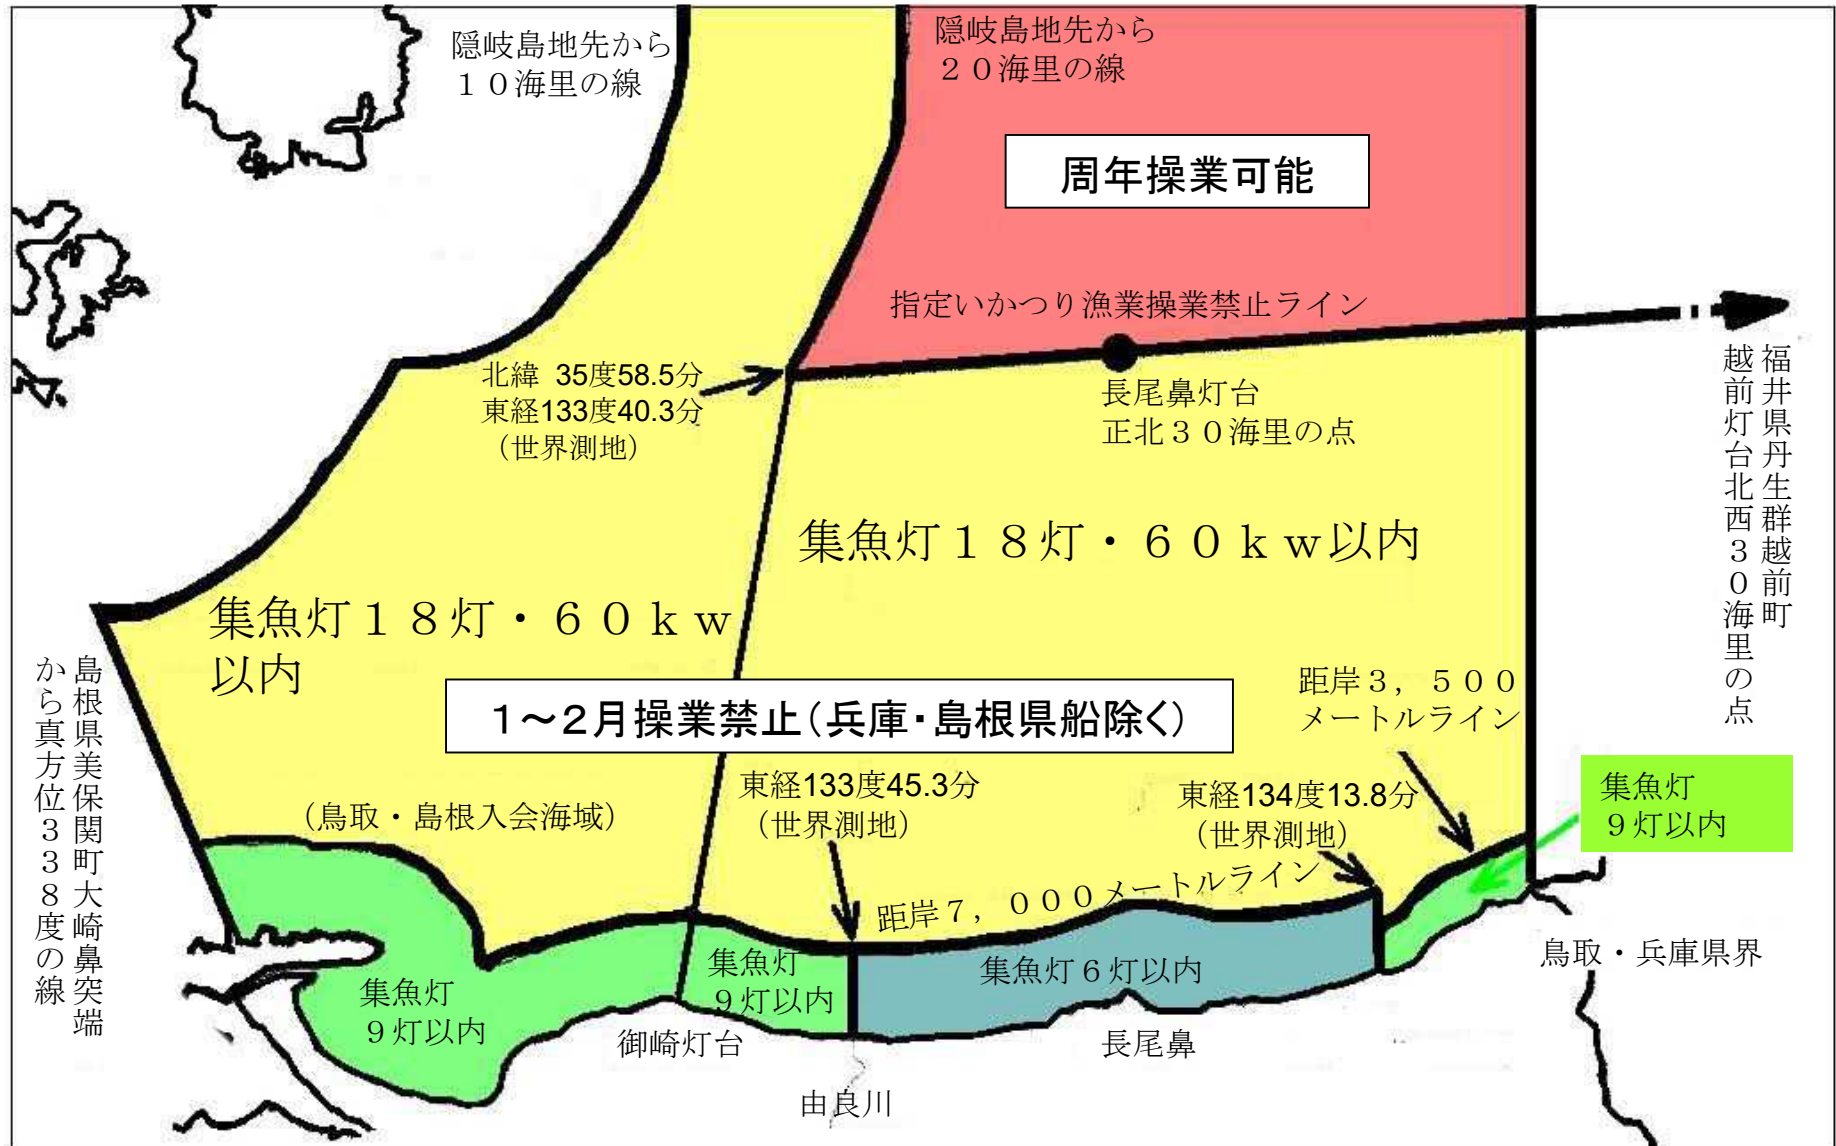 隠岐島地先から
１０海里の線
隠岐島地先から
２０海里の線
周年操業可能
指定いかつり漁業操業禁止ライン
北緯 35度58.5分
東経133度40.3分
（世界測地）
長尾鼻灯台
正北３０海里の点
福井県丹生群越前町
越前灯台北西３０海里の点
集魚灯１８灯・６０ｋｗ以内
集魚灯１８灯・６０ｋｗ
以内
島根県美保関町大崎鼻突端
から真方位３３８度の線
１～２月操業禁止（兵庫・島根県船除く）
距岸３，５００
メートルライン
東経133度45.3分
（世界測地）
東経134度13.8分
（世界測地）
集魚灯
９灯以内
（鳥取・島根入会海域）
距岸７，０００メートルライン
集魚灯
９灯以内
集魚灯
９灯以内
集魚灯６灯以内
鳥取・兵庫県界
御崎灯台
長尾鼻
由良川